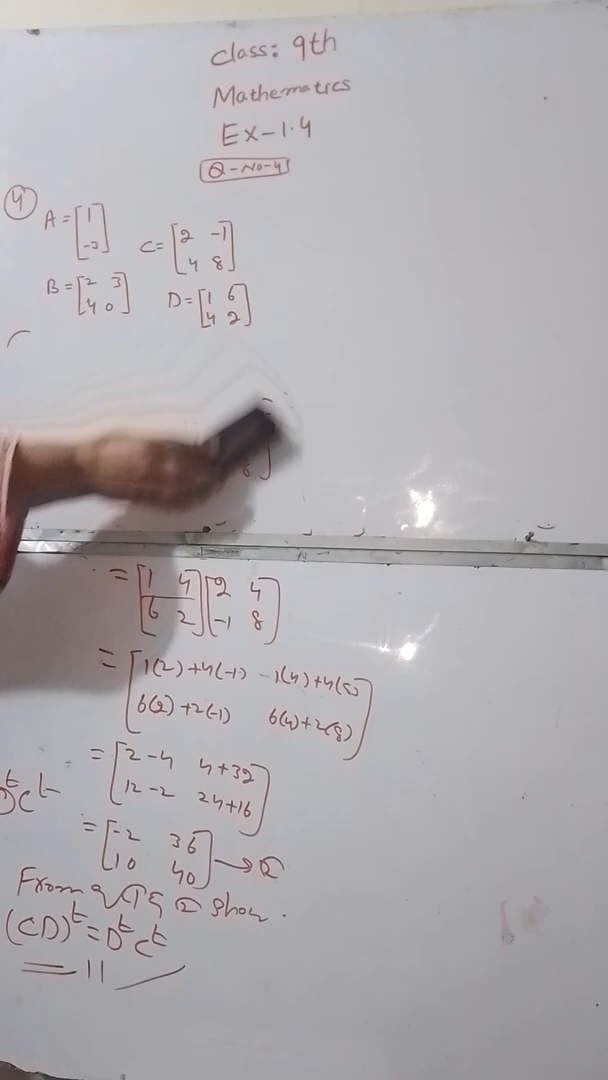 Class: 9th
Mathematics
Ex-1.4
Q-No-4
4
A = [1
-2]
C = [2 -1
4 8]
B = [2 3
4 0]
D = [1 6
4 2]
= [1 4
6 2] [2 4
-1 8]
= [1(2)+4(-1) 1(4)+4(8)
6(2)+2(-1) 6(4)+2(8)]
= [2-4 4+32
12-2 24+16]
DᵗCᵗ
= [-2 36
10 40] → 2
From
show.
(CD)ᵗ = DᵗCᵗ